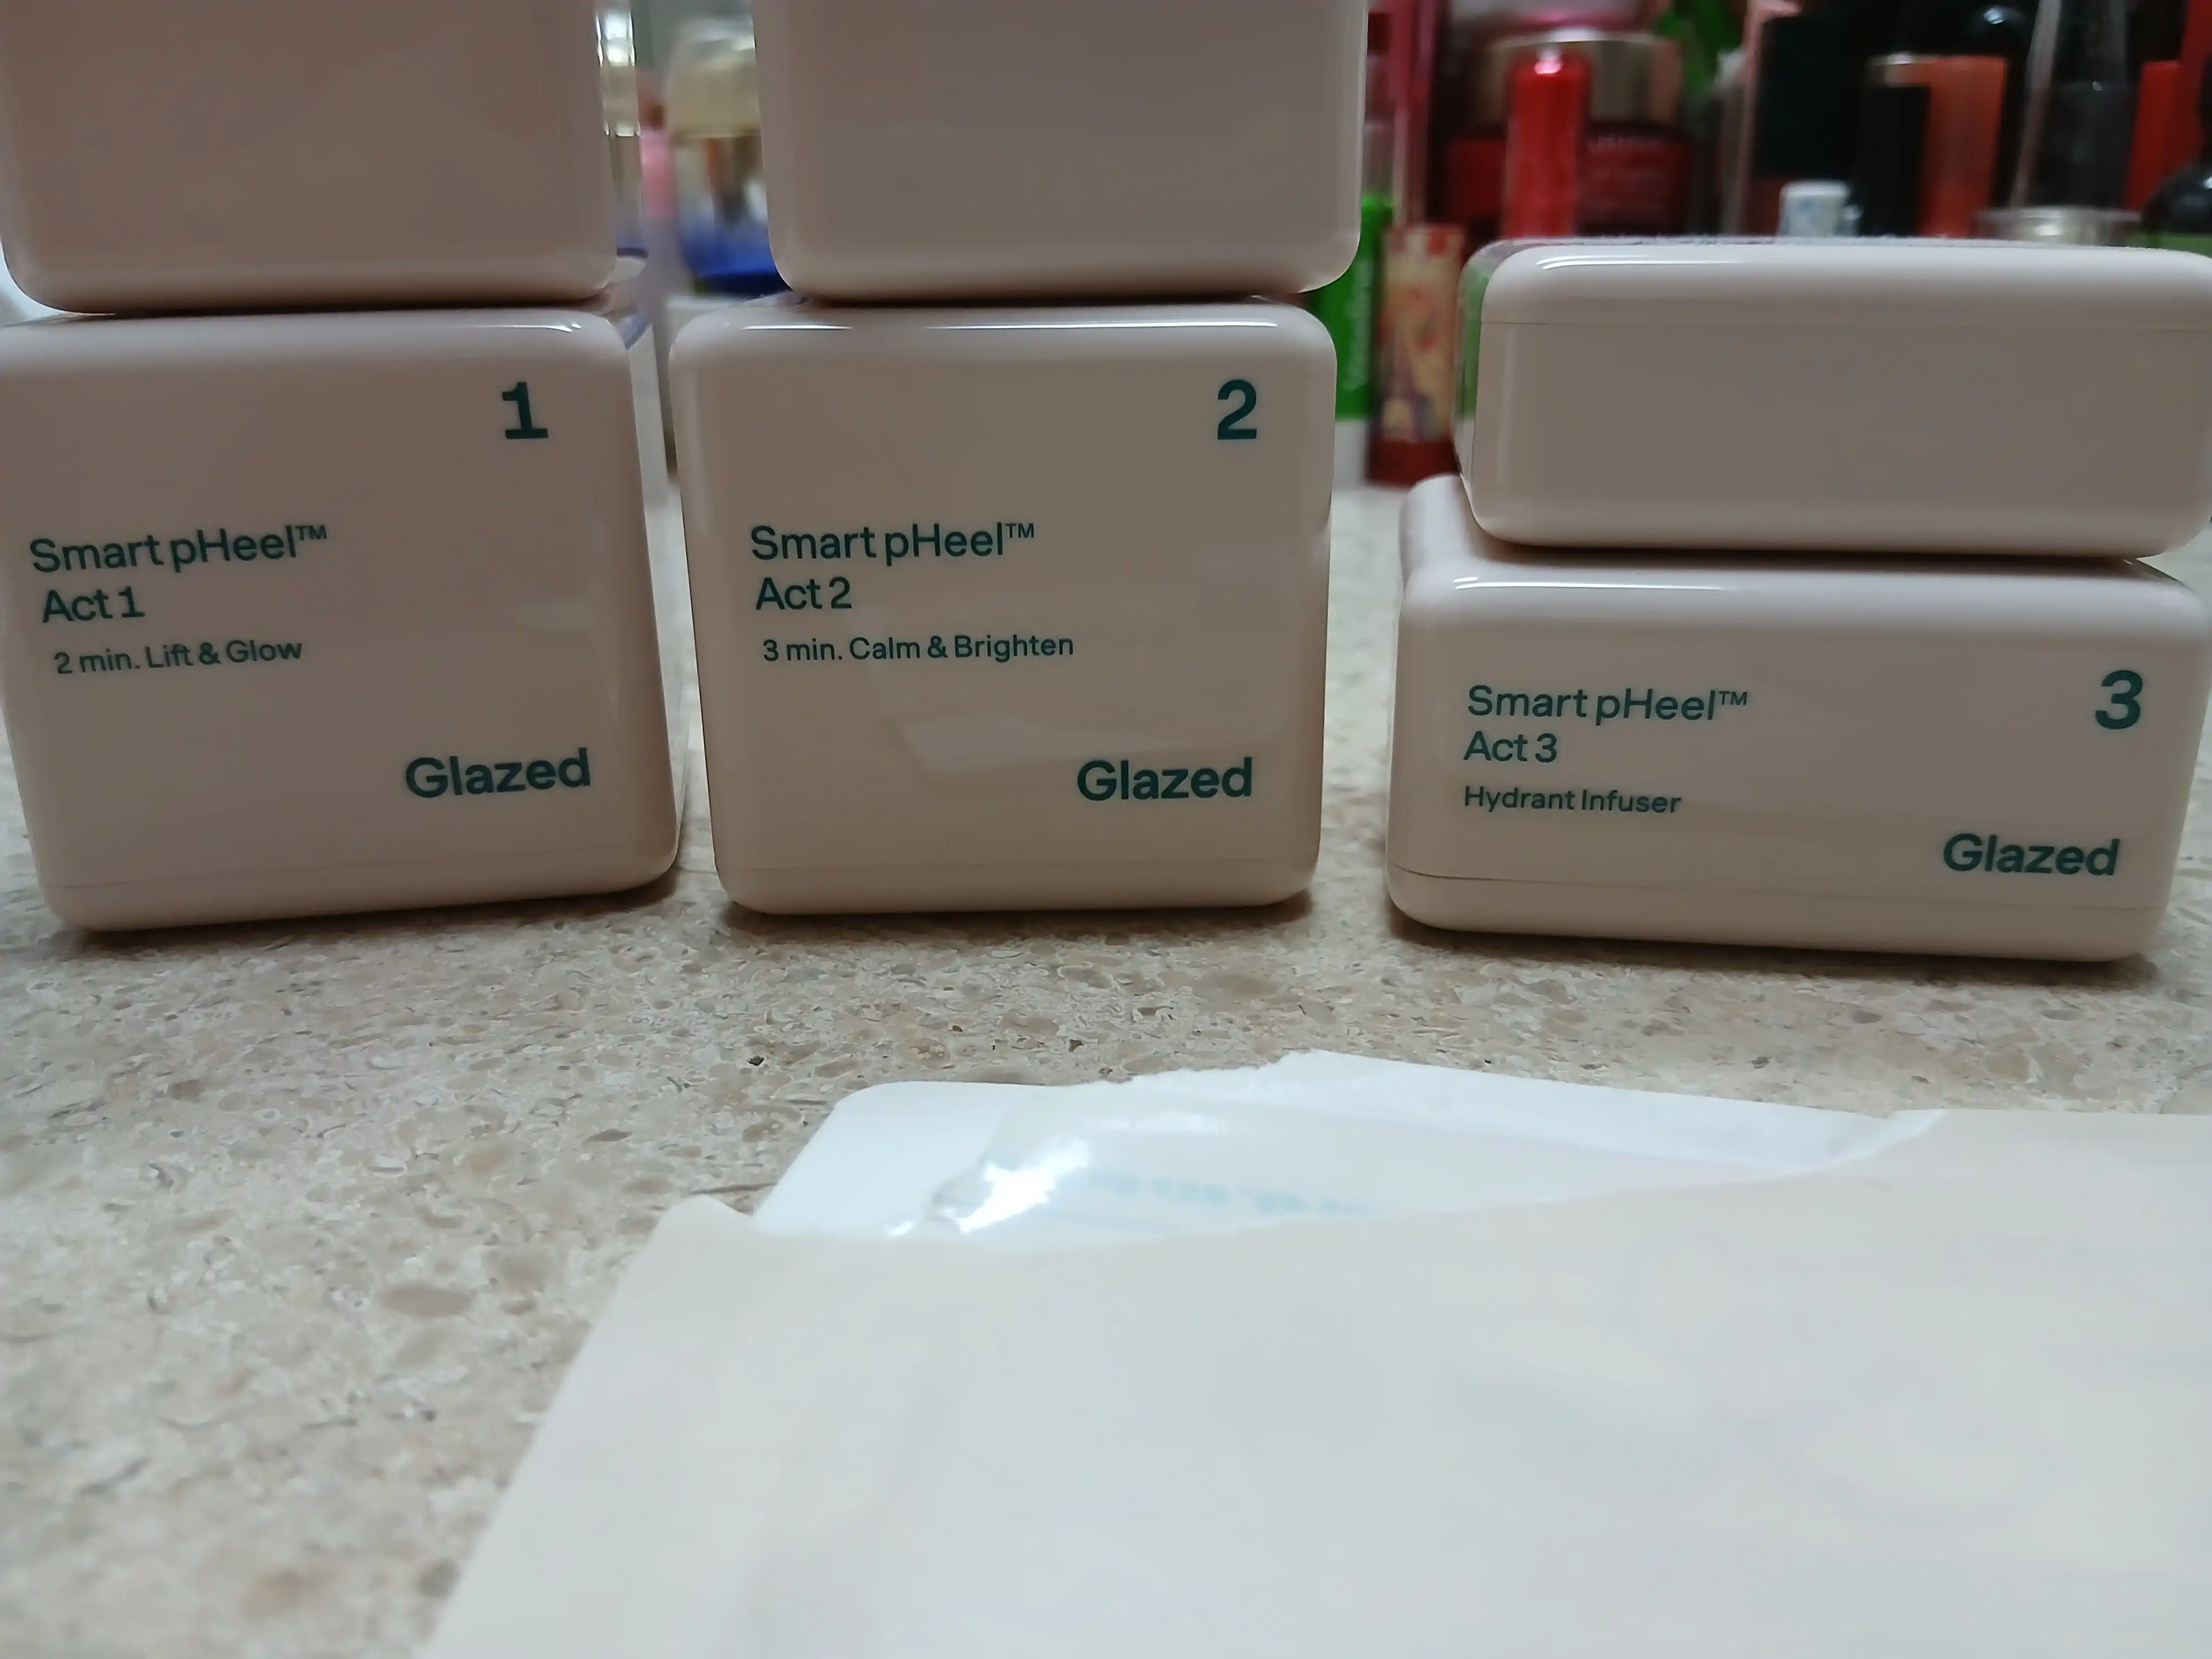 1
Smart pHeel™
Act 1
2 min. Lift & Glow
Glazed
2
Smart pHeel™
Act 2
3 min. Calm & Brighten
Glazed
3
Smart pHeel™
Act 3
Hydrant Infuser
Glazed